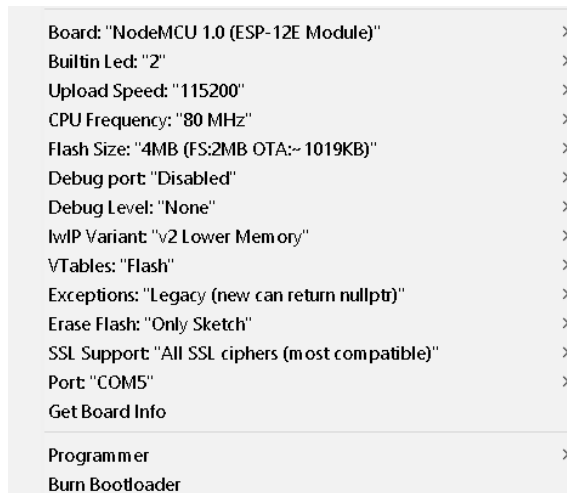 Board: "NodeMCU 1.0 (ESP-12E Module)"
Builtin Led: "2"
Upload Speed: "115200"
CPU Frequency: "80 MHz"
Flash Size: "4MB (FS:2MB OTA:~1019KB)"
Debug port: "Disabled"
Debug Level: "None"
lwIP Variant: "v2 Lower Memory"
VTables: "Flash"
Exceptions: "Legacy (new can return nullptr)"
Erase Flash: "Only Sketch"
SSL Support: "All SSL ciphers (most compatible)"
Port: "COM5"
Get Board Info
Programmer
Burn Bootloader